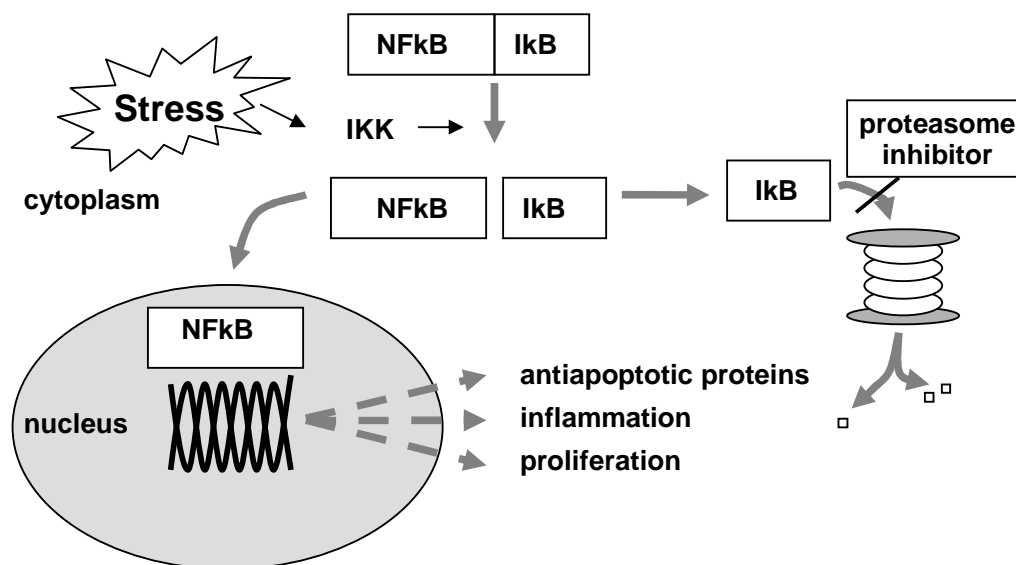 NFkB IkB
Stress
IKK
proteasome
inhibitor
cytoplasm
NFkB IkB
IkB
NFkB
nucleus
antiapoptotic proteins
inflammation
proliferation